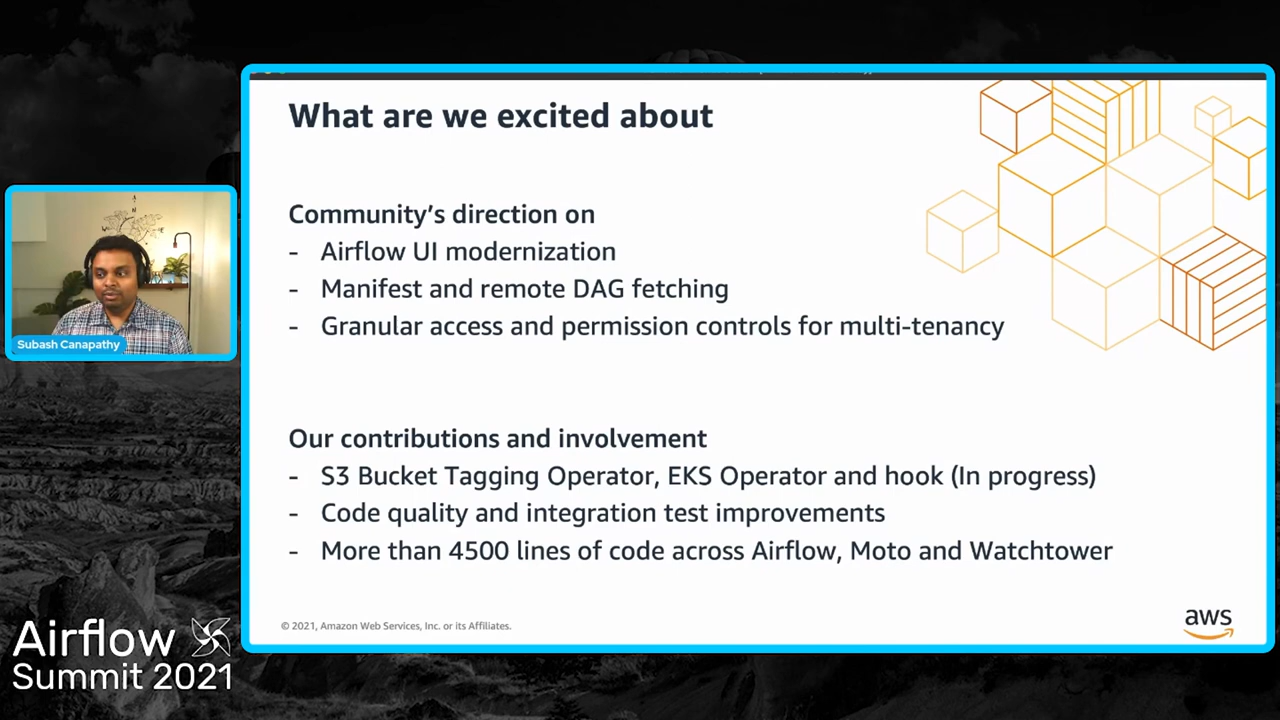 What are we excited about
Community's direction on
- Airflow UI modernization
- Manifest and remote DAG fetching
- Granular access and permission controls for multi-tenancy
Our contributions and involvement
- S3 Bucket Tagging Operator, EKS Operator and hook (In progress)
- Code quality and integration test improvements
- More than 4500 lines of code across Airflow, Moto and Watchtower
© 2021, Amazon Web Services, Inc. or its Affiliates.
aws
Subash Canapathy
Airflow
Summit 2021